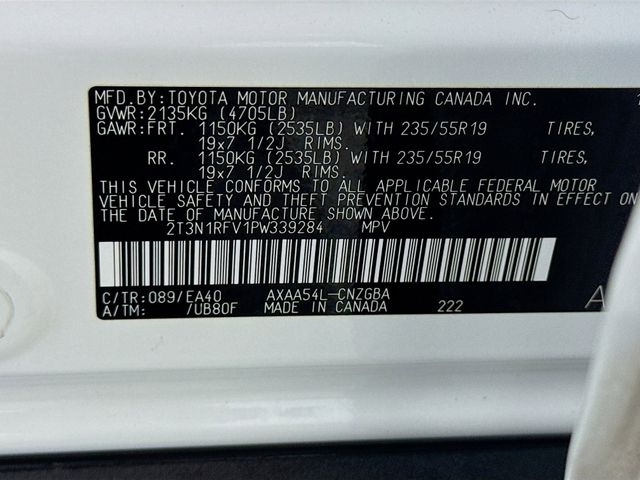 MFD.BY:TOYOTA MOTOR MANUFACTURING CANADA INC.
GVWR:2135KG (4705LB)
GAWR:FRT. 1150KG (2535LB) WITH 235/55R19 TIRES,
19x7 1/2J RIMS.
RR. 1150KG (2535LB) WITH 235/55R19 TIRES,
19x7 1/2J RIMS.
THIS VEHICLE CONFORMS TO ALL APPLICABLE FEDERAL MOTOR
VEHICLE SAFETY AND THEFT PREVENTION STANDARDS IN EFFECT ON
THE DATE OF MANUFACTURE SHOWN ABOVE.
2T3N1RFV1PW339284 MPV
C/TR:089/EA40 AXAA54L-CNZGBA
A/TM: /UB80F MADE IN CANADA 222